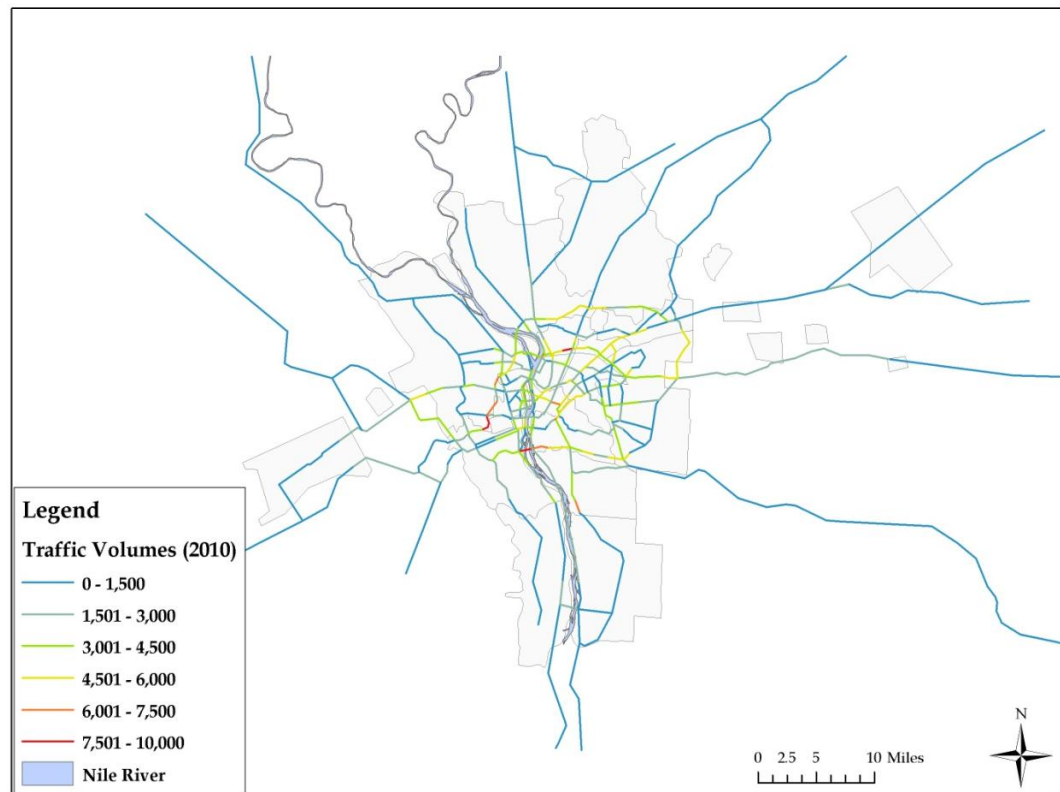 N
0 2.5 5 10 Miles
Legend
Traffic Volumes (2010)
0 - 1,500
1,501 - 3,000
3,001 - 4,500
4,501 - 6,000
6,001 - 7,500
7,501 - 10,000
Nile River